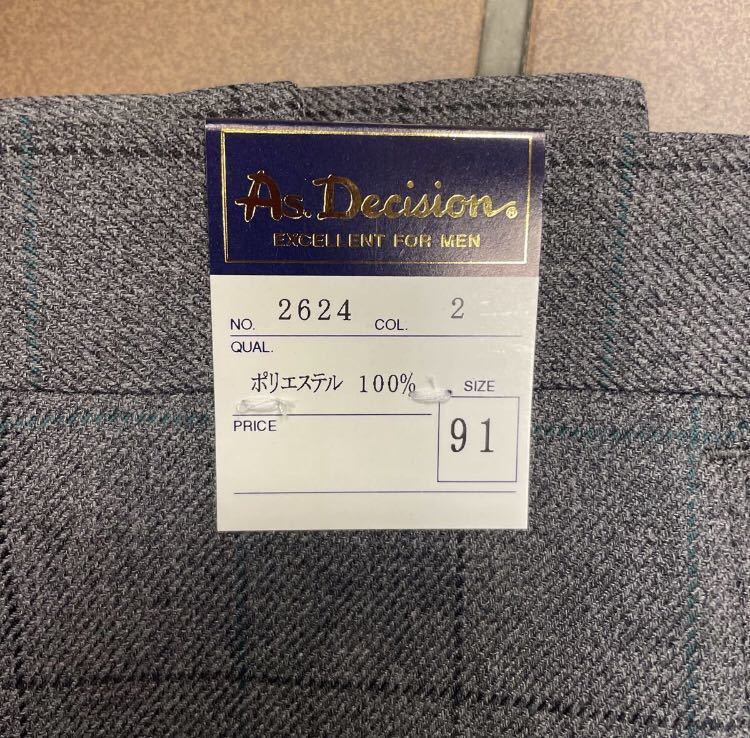 As. Decision®
EXCELLENT FOR MEN
NO. 2624 COL. 2
QUAL.
ポリエステル 100%
SIZE
91
PRICE